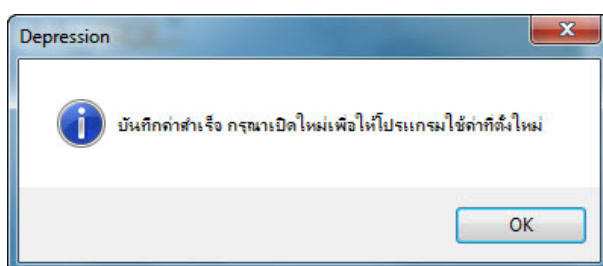 Depression
บันทึกค่าสำเร็จ กรุณาเปิดใหม่เพื่อให้โปรแกรมใช้ค่าที่ตั้งใหม่
OK